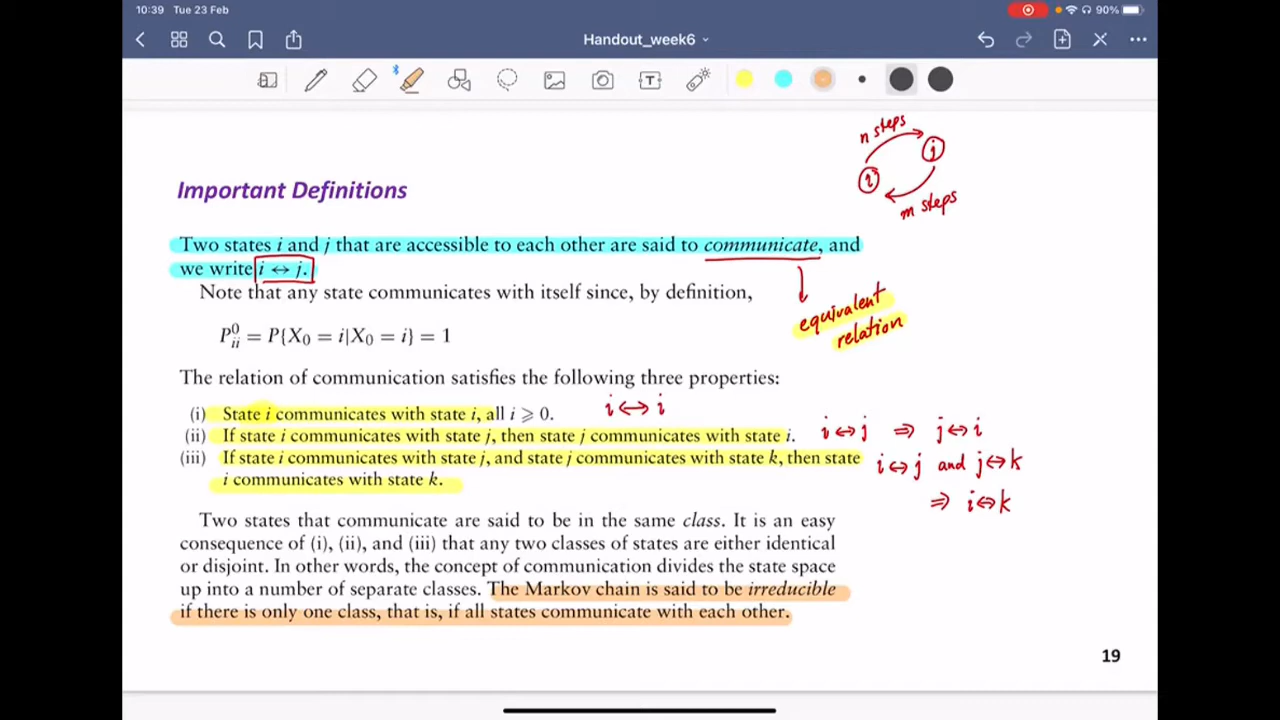 10:39 Tue 23 Feb
90%
Handout_week6
n steps
j
i
m steps
Important Definitions
Two states i and j that are accessible to each other are said to communicate, and
we write i ↔ j.
Note that any state communicates with itself since, by definition,
equivalent
relation
P⁰ᵢᵢ = P{X₀ = i|X₀ = i} = 1
The relation of communication satisfies the following three properties:
(i) State i communicates with state i, all i ⩾ 0. i ↔ i
(ii) If state i communicates with state j, then state j communicates with state i. i ↔ j ⇒ j ↔ i
(iii) If state i communicates with state j, and state j communicates with state k, then state i ↔ j and j ↔ k
i communicates with state k. ⇒ i ↔ k
Two states that communicate are said to be in the same class. It is an easy
consequence of (i), (ii), and (iii) that any two classes of states are either identical
or disjoint. In other words, the concept of communication divides the state space
up into a number of separate classes. The Markov chain is said to be irreducible
if there is only one class, that is, if all states communicate with each other.
19